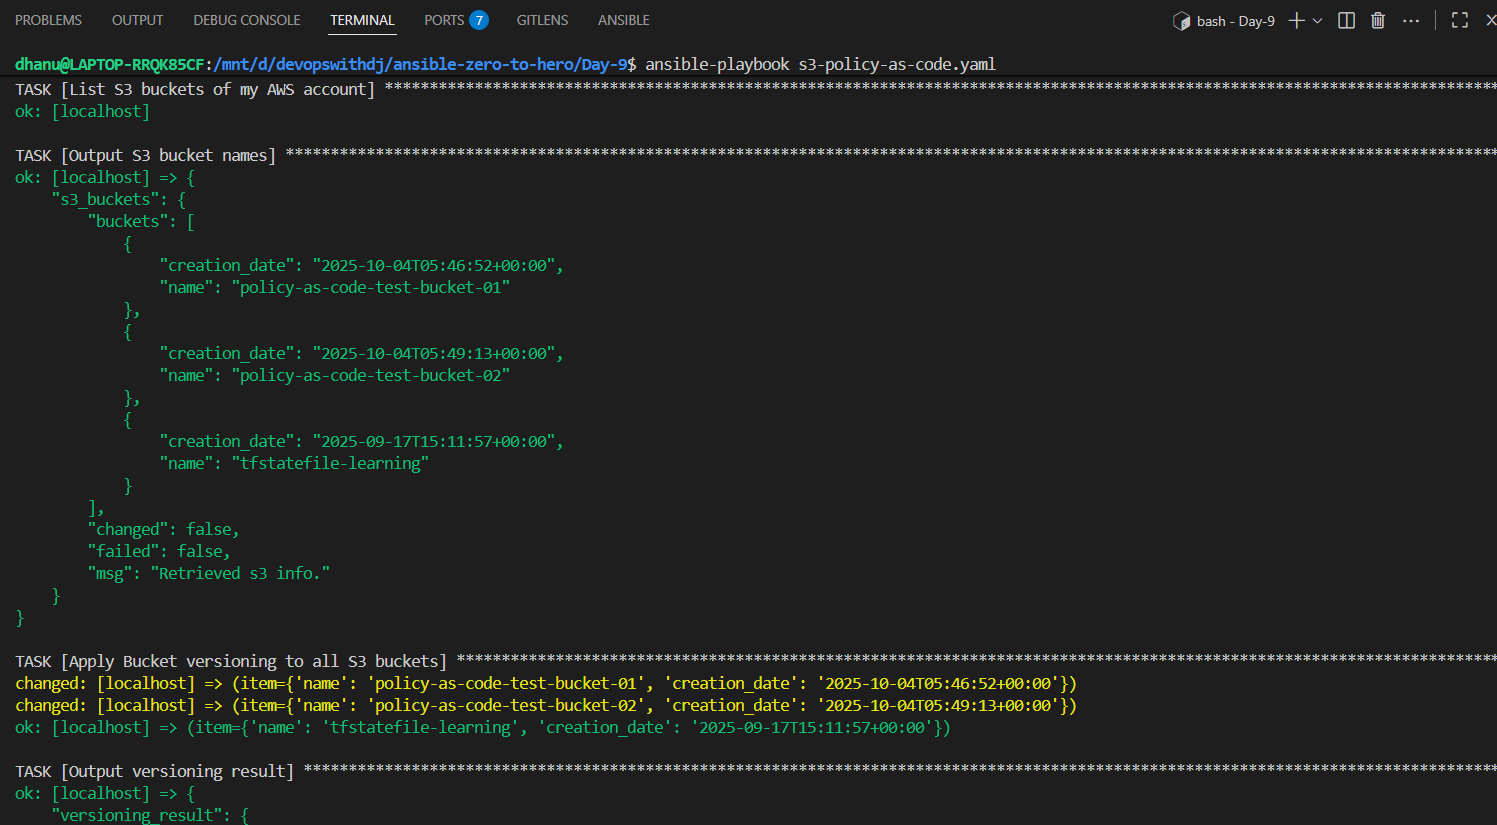 PROBLEMS OUTPUT DEBUG CONSOLE TERMINAL PORTS 7 GITLENS ANSIBLE bash - Day-9
dhanu@LAPTOP-RRQK85CF:/mnt/d/devopswithdj/ansible-zero-to-hero/Day-9$ ansible-playbook s3-policy-as-code.yaml
TASK [List S3 buckets of my AWS account] ****************************************************************************************************************************
ok: [localhost]
TASK [Output S3 bucket names] ***************************************************************************************************************************************
ok: [localhost] => {
    "s3_buckets": {
        "buckets": [
            {
                "creation_date": "2025-10-04T05:46:52+00:00",
                "name": "policy-as-code-test-bucket-01"
            },
            {
                "creation_date": "2025-10-04T05:49:13+00:00",
                "name": "policy-as-code-test-bucket-02"
            },
            {
                "creation_date": "2025-09-17T15:11:57+00:00",
                "name": "tfstatefile-learning"
            }
        ],
        "changed": false,
        "failed": false,
        "msg": "Retrieved s3 info."
    }
}
TASK [Apply Bucket versioning to all S3 buckets] ********************************************************************************************************************
changed: [localhost] => (item={'name': 'policy-as-code-test-bucket-01', 'creation_date': '2025-10-04T05:46:52+00:00'})
changed: [localhost] => (item={'name': 'policy-as-code-test-bucket-02', 'creation_date': '2025-10-04T05:49:13+00:00'})
ok: [localhost] => (item={'name': 'tfstatefile-learning', 'creation_date': '2025-09-17T15:11:57+00:00'})
TASK [Output versioning result] *************************************************************************************************************************************
ok: [localhost] => {
    "versioning_result": {